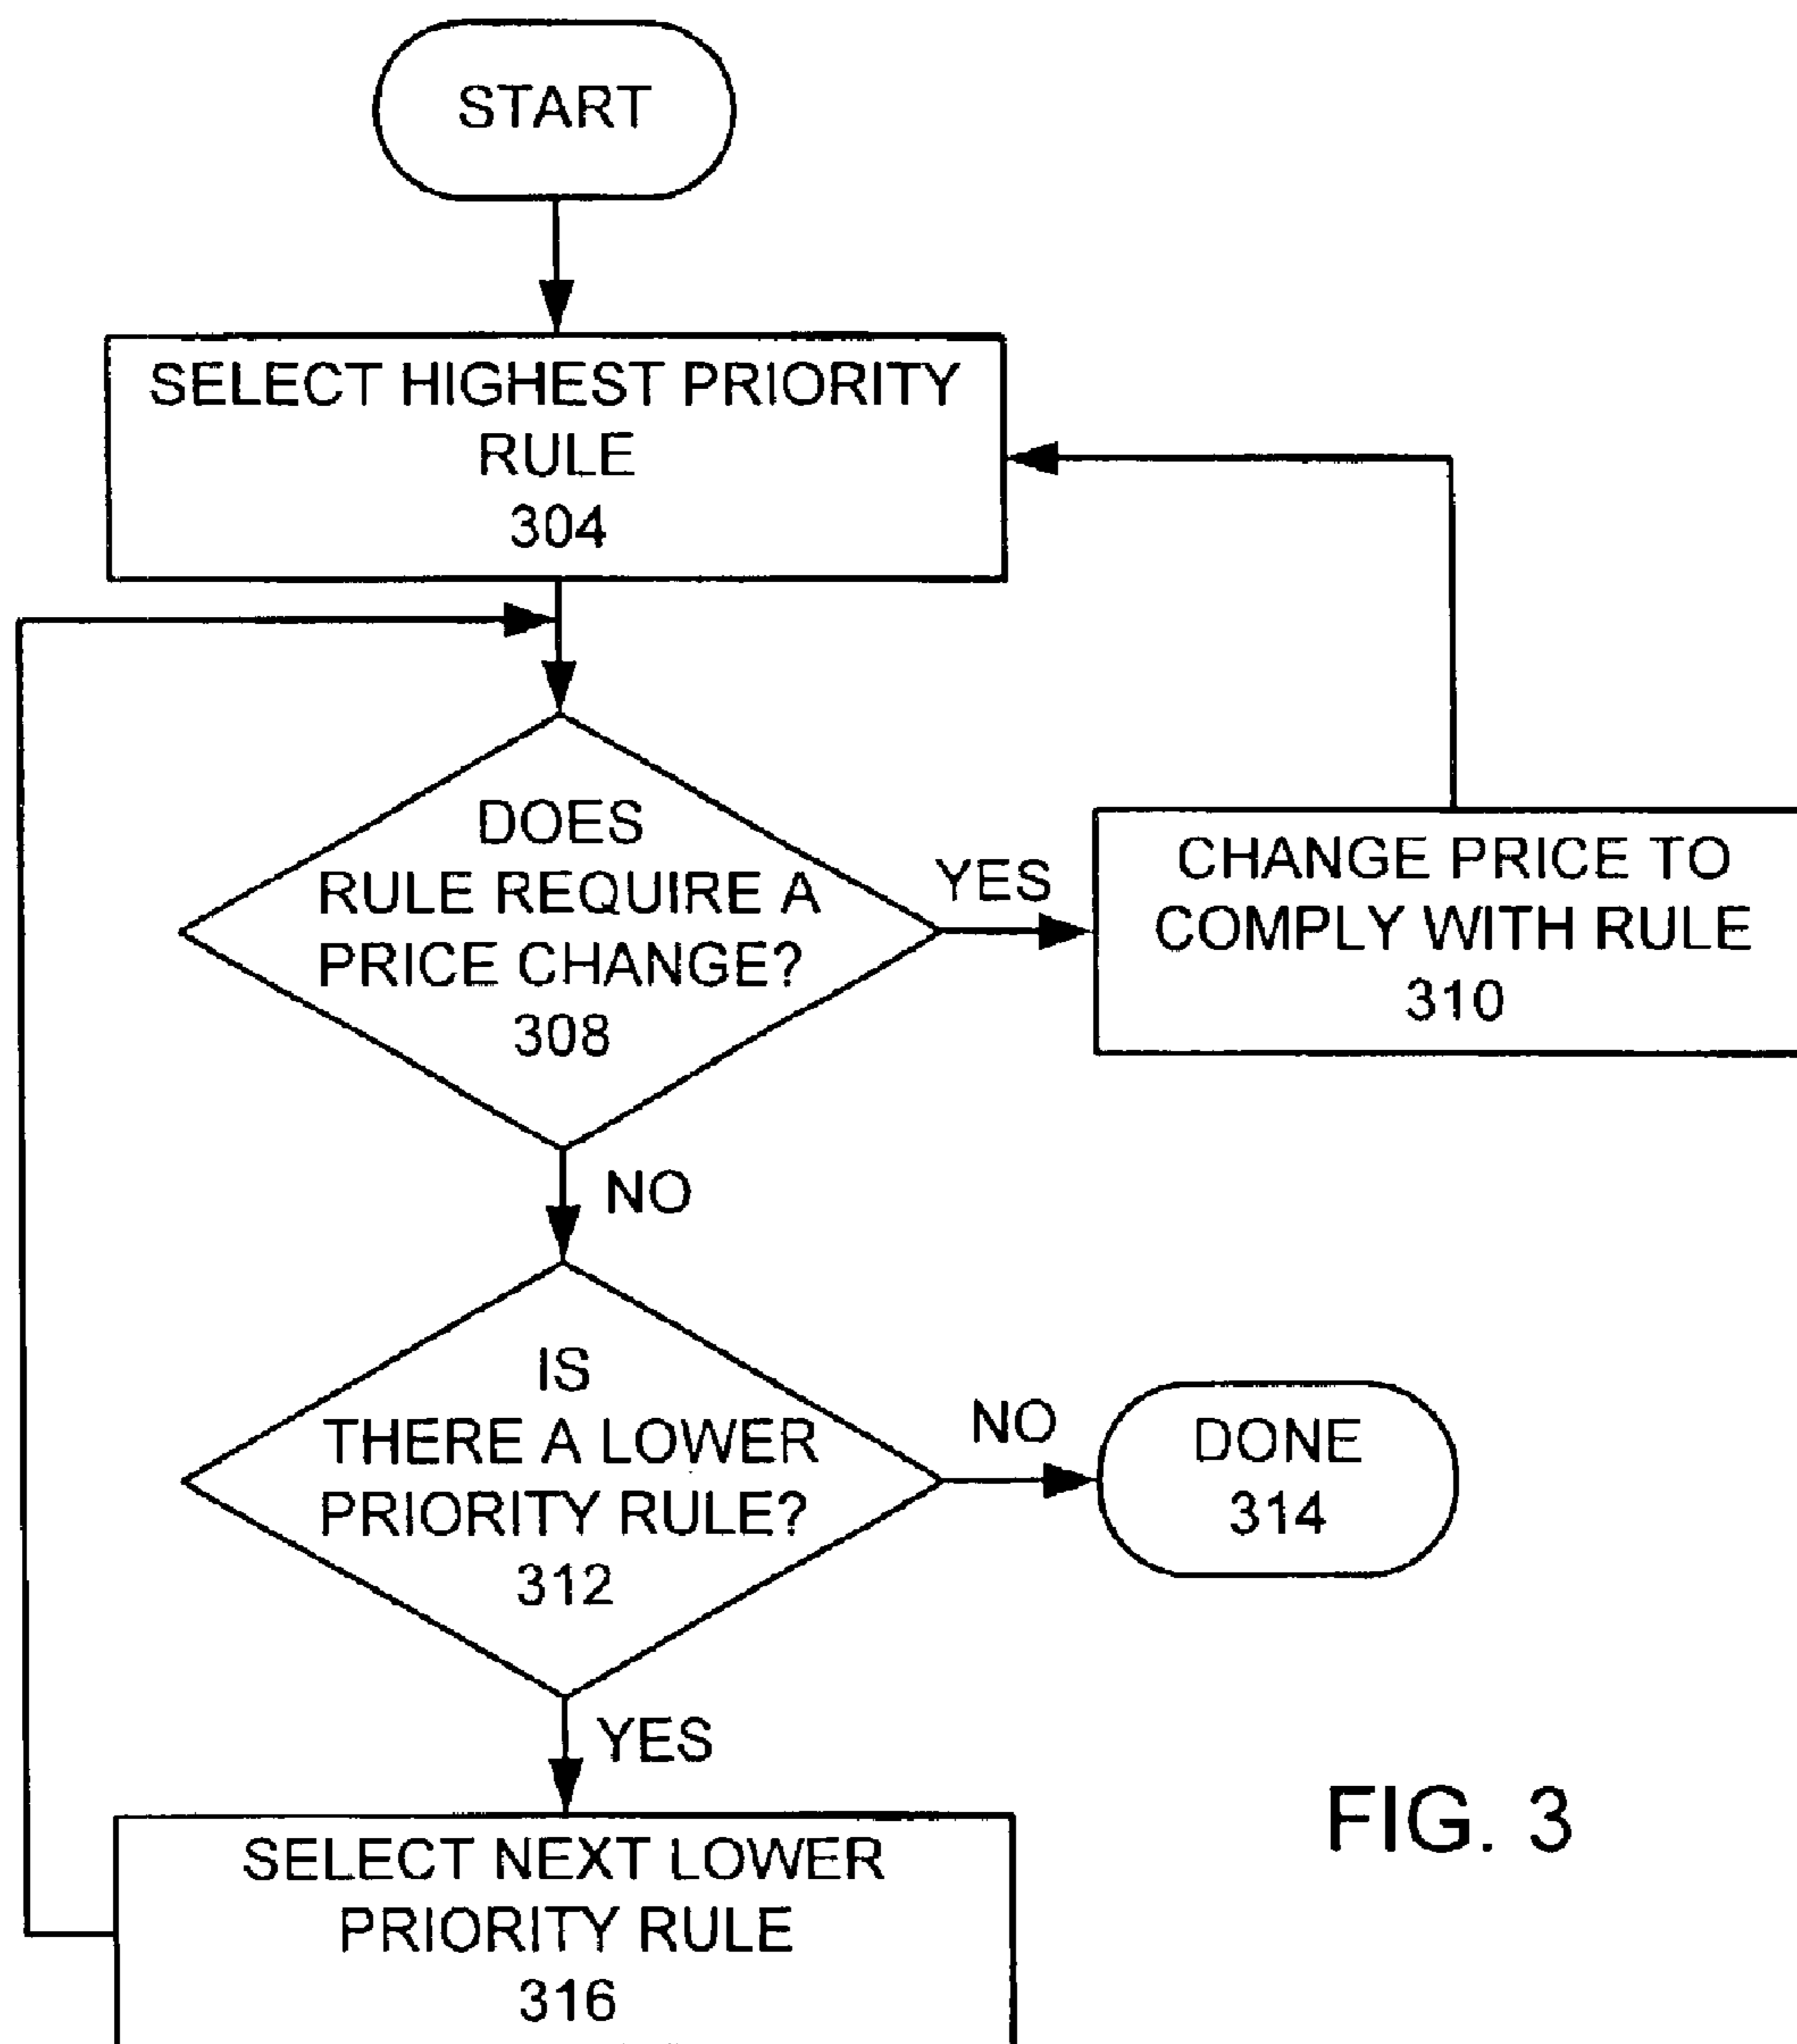 START
SELECT HIGHEST PRIORITY
RULE
304
DOES
RULE REQUIRE A
PRICE CHANGE?
308
YES
CHANGE PRICE TO
COMPLY WITH RULE
310
NO
IS
THERE A LOWER
PRIORITY RULE?
312
NO
DONE
314
YES
SELECT NEXT LOWER
PRIORITY RULE
316
FIG. 3